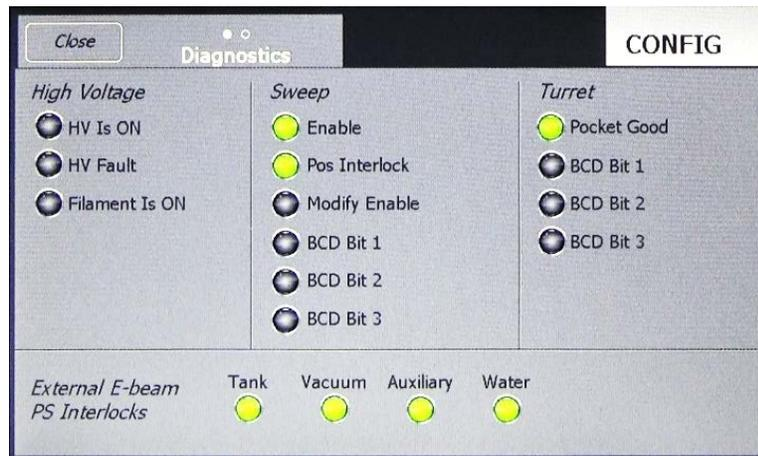 Close
Diagnostics
CONFIG
High Voltage
HV Is ON
HV Fault
Filament Is ON
Sweep
Enable
Pos Interlock
Modify Enable
BCD Bit 1
BCD Bit 2
BCD Bit 3
Turret
Pocket Good
BCD Bit 1
BCD Bit 2
BCD Bit 3
External E-beam
PS Interlocks
Tank Vacuum Auxiliary Water